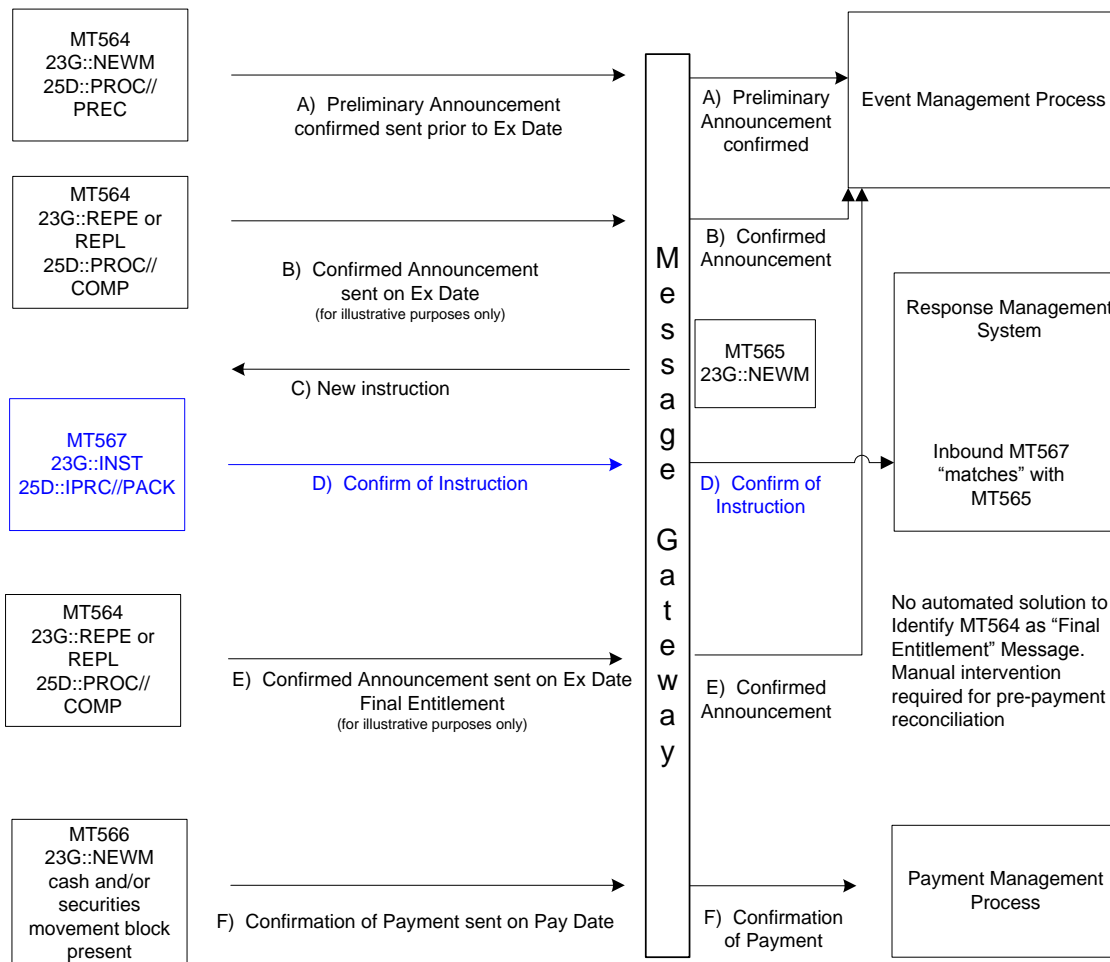 MT564
23G::NEWM
25D::PROC//
PREC
A) Preliminary Announcement
confirmed sent prior to Ex Date
A) Preliminary
Announcement
confirmed
Event Management Process
MT564
23G::REPE or
REPL
25D::PROC//
COMP
B) Confirmed Announcement
sent on Ex Date
(for illustrative purposes only)
B) Confirmed
Announcement
Message Gateway
Response Management
System
MT565
23G::NEWM
C) New instruction
MT567
23G::INST
25D::IPRC//PACK
D) Confirm of Instruction
D) Confirm of
Instruction
Inbound MT567
“matches” with
MT565
MT564
23G::REPE or
REPL
25D::PROC//
COMP
E) Confirmed Announcement sent on Ex Date
Final Entitlement
(for illustrative purposes only)
E) Confirmed
Announcement
No automated solution to
Identify MT564 as “Final
Entitlement” Message.
Manual intervention
required for pre-payment
reconciliation
MT566
23G::NEWM
cash and/or
securities
movement block
present
F) Confirmation of Payment sent on Pay Date
F) Confirmation
of Payment
Payment Management
Process